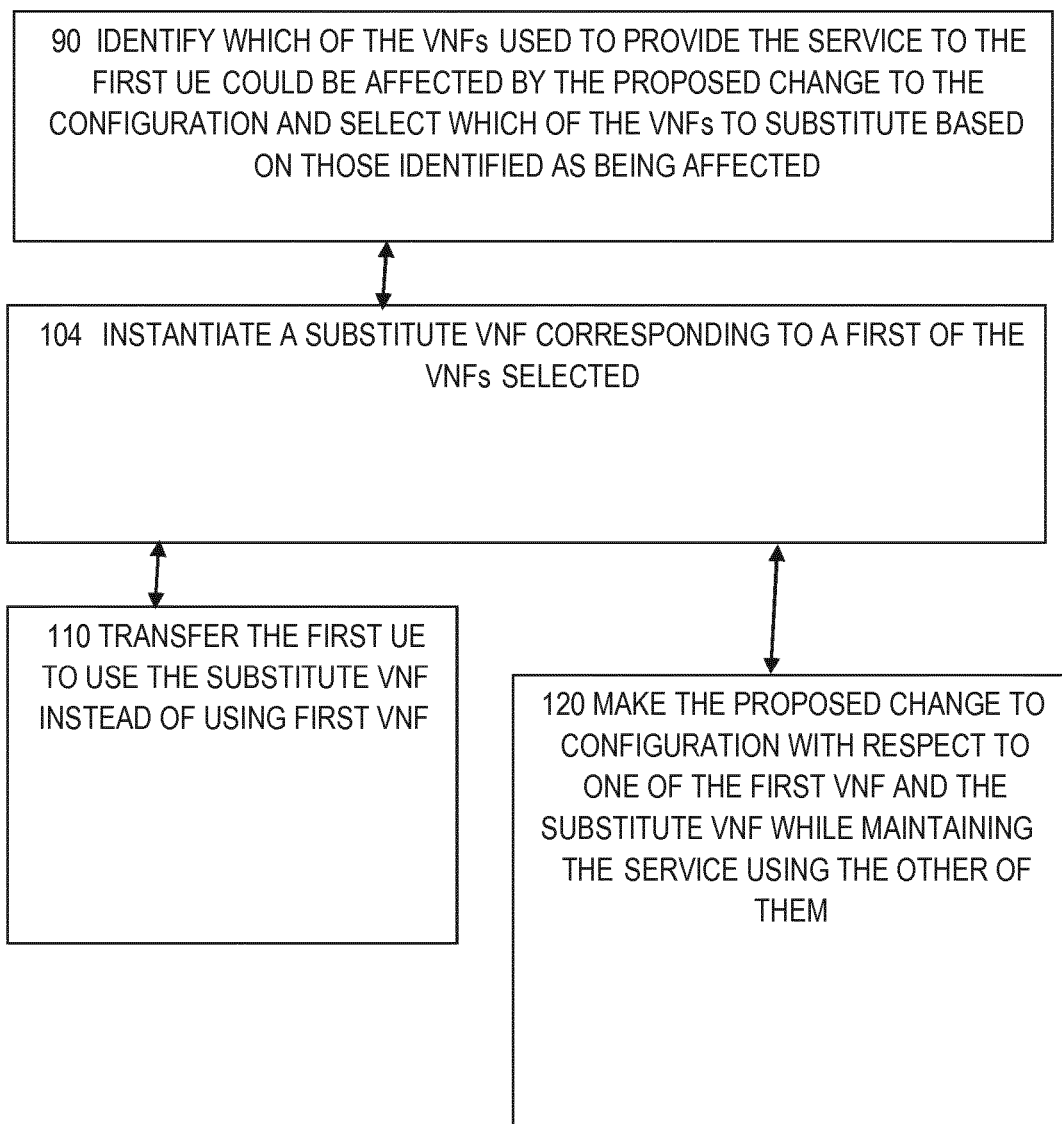 90 IDENTIFY WHICH OF THE VNFs USED TO PROVIDE THE SERVICE TO THE
FIRST UE COULD BE AFFECTED BY THE PROPOSED CHANGE TO THE
CONFIGURATION AND SELECT WHICH OF THE VNFs TO SUBSTITUTE BASED
ON THOSE IDENTIFIED AS BEING AFFECTED
104 INSTANTIATE A SUBSTITUTE VNF CORRESPONDING TO A FIRST OF THE
VNFs SELECTED
110 TRANSFER THE FIRST UE
TO USE THE SUBSTITUTE VNF
INSTEAD OF USING FIRST VNF
120 MAKE THE PROPOSED CHANGE TO
CONFIGURATION WITH RESPECT TO
ONE OF THE FIRST VNF AND THE
SUBSTITUTE VNF WHILE MAINTAINING
THE SERVICE USING THE OTHER OF
THEM